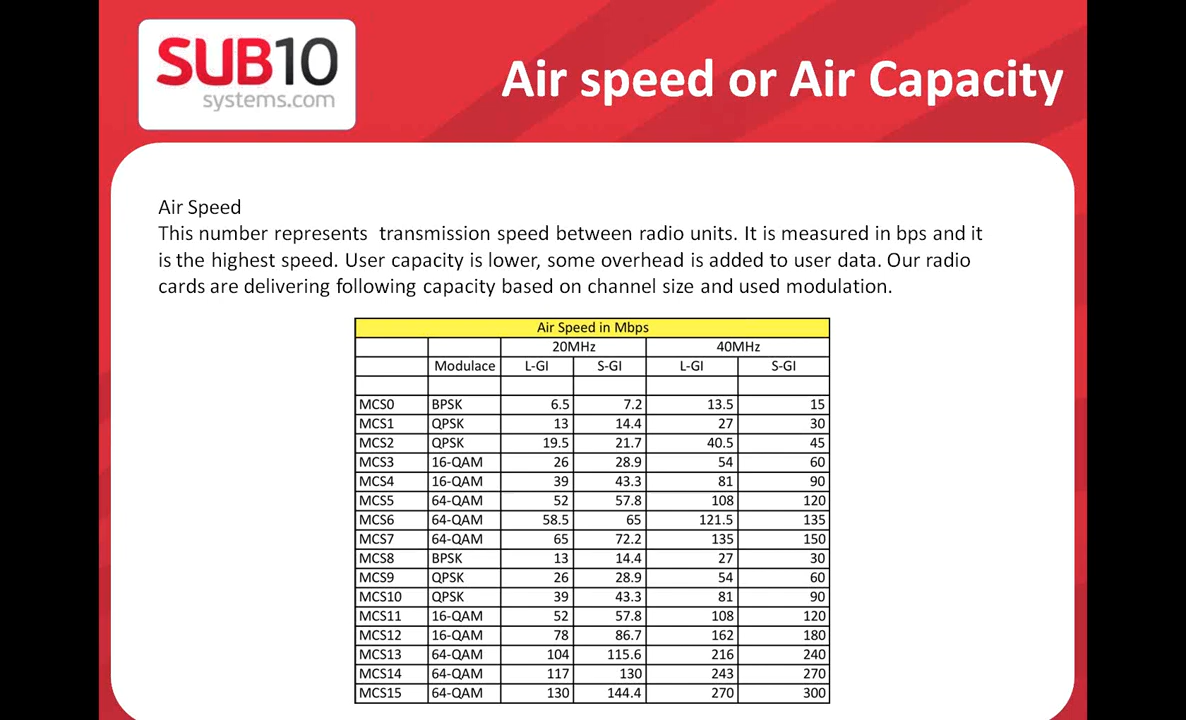 SUB10
systems.com
Air speed or Air Capacity
Air Speed
This number represents transmission speed between radio units. It is measured in bps and it
is the highest speed. User capacity is lower, some overhead is added to user data. Our radio
cards are delivering following capacity based on channel size and used modulation.
Air Speed in Mbps
20MHz 40MHz
Modulace L-GI S-GI L-GI S-GI
MCS0 BPSK 6.5 7.2 13.5 15
MCS1 QPSK 13 14.4 27 30
MCS2 QPSK 19.5 21.7 40.5 45
MCS3 16-QAM 26 28.9 54 60
MCS4 16-QAM 39 43.3 81 90
MCS5 64-QAM 52 57.8 108 120
MCS6 64-QAM 58.5 65 121.5 135
MCS7 64-QAM 65 72.2 135 150
MCS8 BPSK 13 14.4 27 30
MCS9 QPSK 26 28.9 54 60
MCS10 QPSK 39 43.3 81 90
MCS11 16-QAM 52 57.8 108 120
MCS12 16-QAM 78 86.7 162 180
MCS13 64-QAM 104 115.6 216 240
MCS14 64-QAM 117 130 243 270
MCS15 64-QAM 130 144.4 270 300